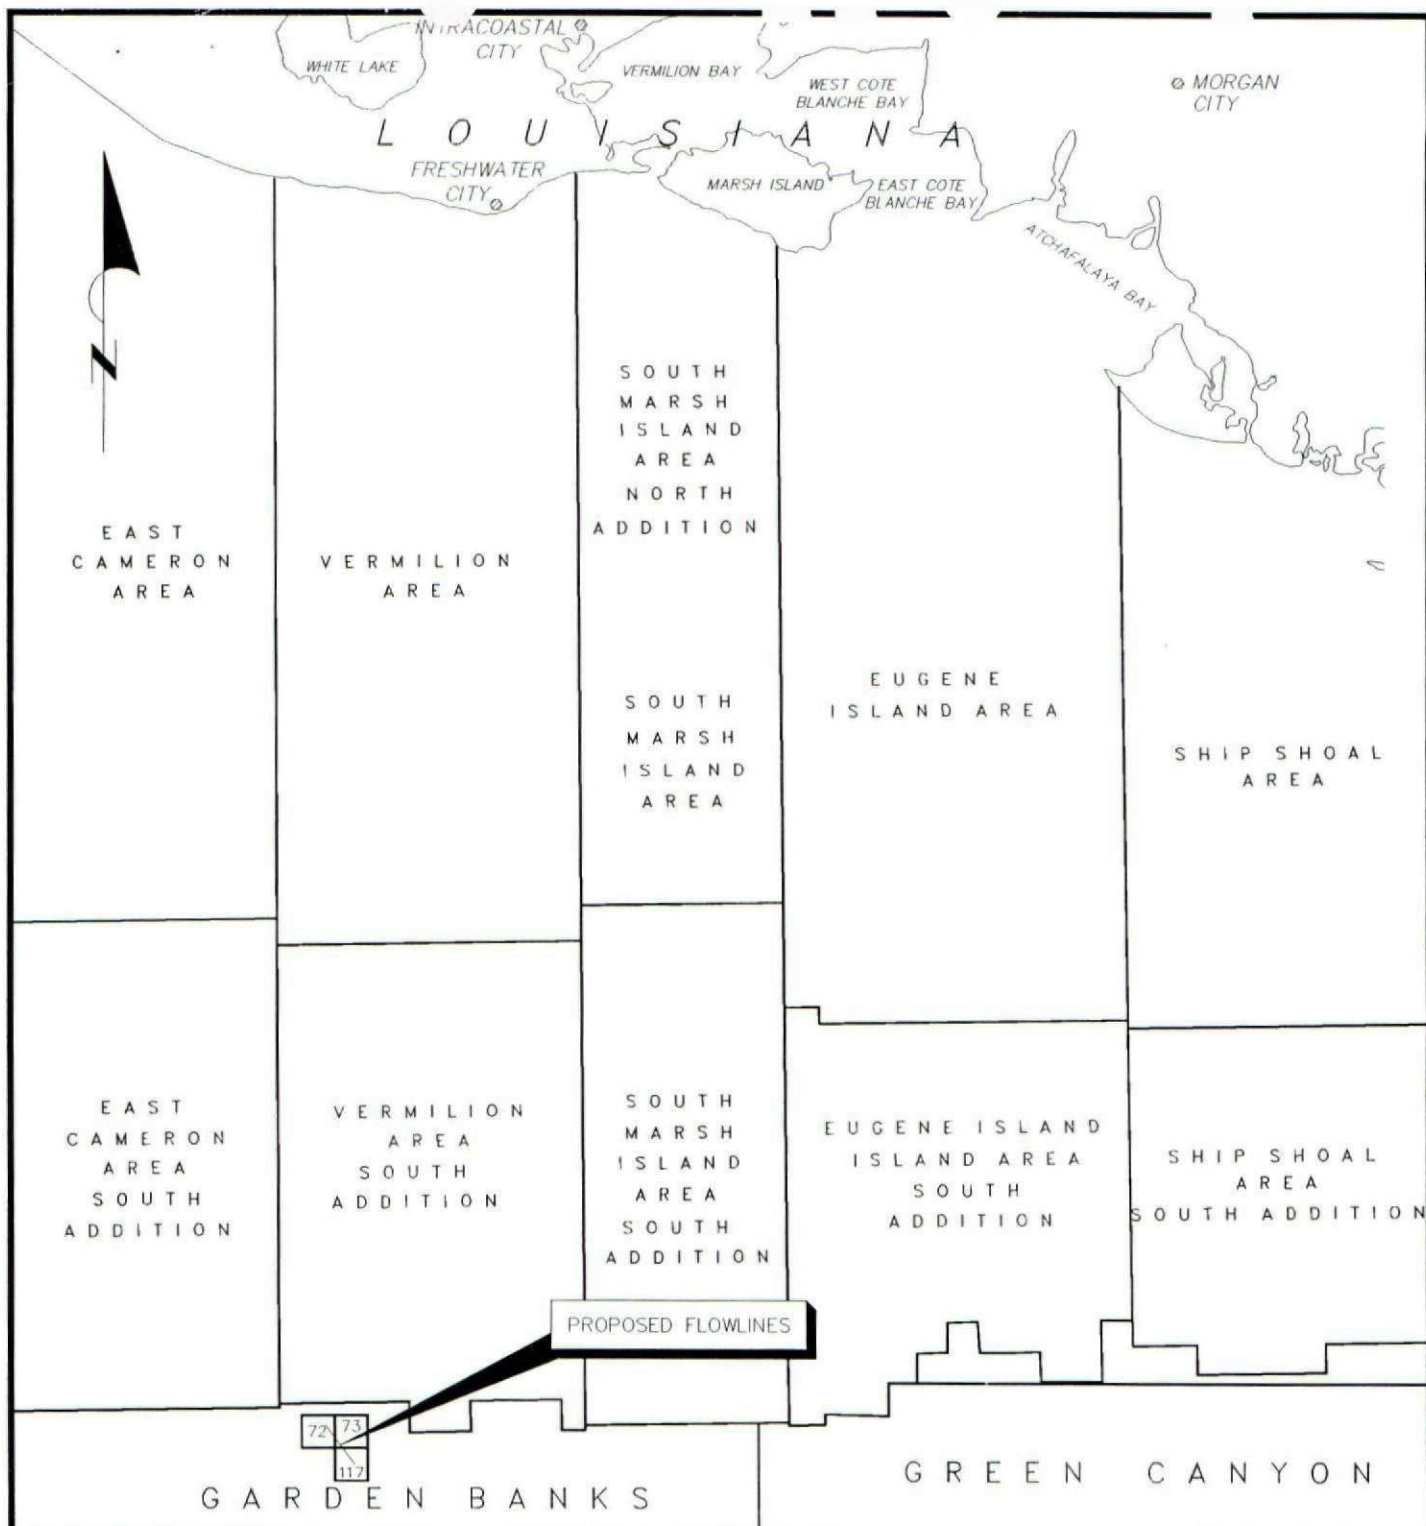 INTRACOASTAL
CITY
WHITE LAKE
VERMILION BAY
WEST COTE
BLANCHE BAY
MORGAN
CITY
LOUISIANA
FRESHWATER
CITY
MARSH ISLAND
EAST COTE
BLANCHE BAY
ATCHAFALAYA BAY
N
SOUTH
MARSH
ISLAND
AREA
NORTH
ADDITION
EAST
CAMERON
AREA
VERMILION
AREA
SOUTH
MARSH
ISLAND
AREA
EUGENE
ISLAND AREA
SHIP SHOAL
AREA
EAST
CAMERON
AREA
SOUTH
ADDITION
VERMILION
AREA
SOUTH
ADDITION
SOUTH
MARSH
ISLAND
AREA
SOUTH
ADDITION
EUGENE ISLAND
ISLAND AREA
SOUTH
ADDITION
SHIP SHOAL
AREA
SOUTH ADDITION
PROPOSED FLOWLINES
72
73
117
GARDEN BANKS
GREEN CANYON